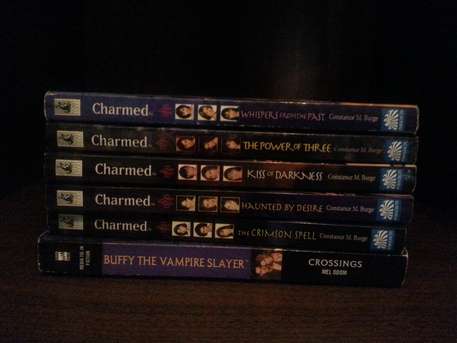 Charmed WHISPERS FROM THE PAST Constance M. Burge
Charmed THE POWER OF THREE Constance M. Burge
Charmed KISS OF DARKNESS Constance M. Burge
Charmed HAUNTED BY DESIRE Constance M. Burge
Charmed THE CRIMSON SPELL Constance M. Burge
BUFFY THE VAMPIRE SLAYER CROSSINGS
MEL ODOM